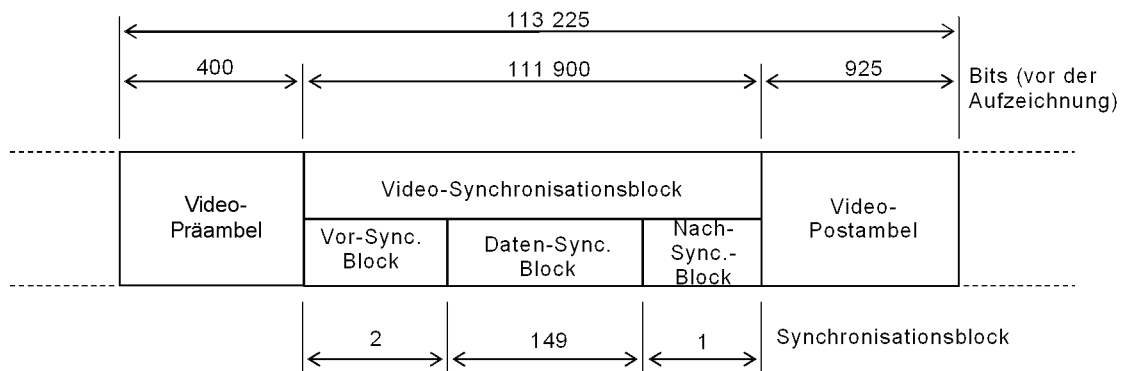 113 225
400
111 900
925
Bits (vor der
Aufzeichnung)
Video-
Präambel
Video-Synchronisationsblock
Vor-Sync.
Block
Daten-Sync.
Block
Nach-
Sync.-
Block
Video-
Postambel
2
149
1
Synchronisationsblock